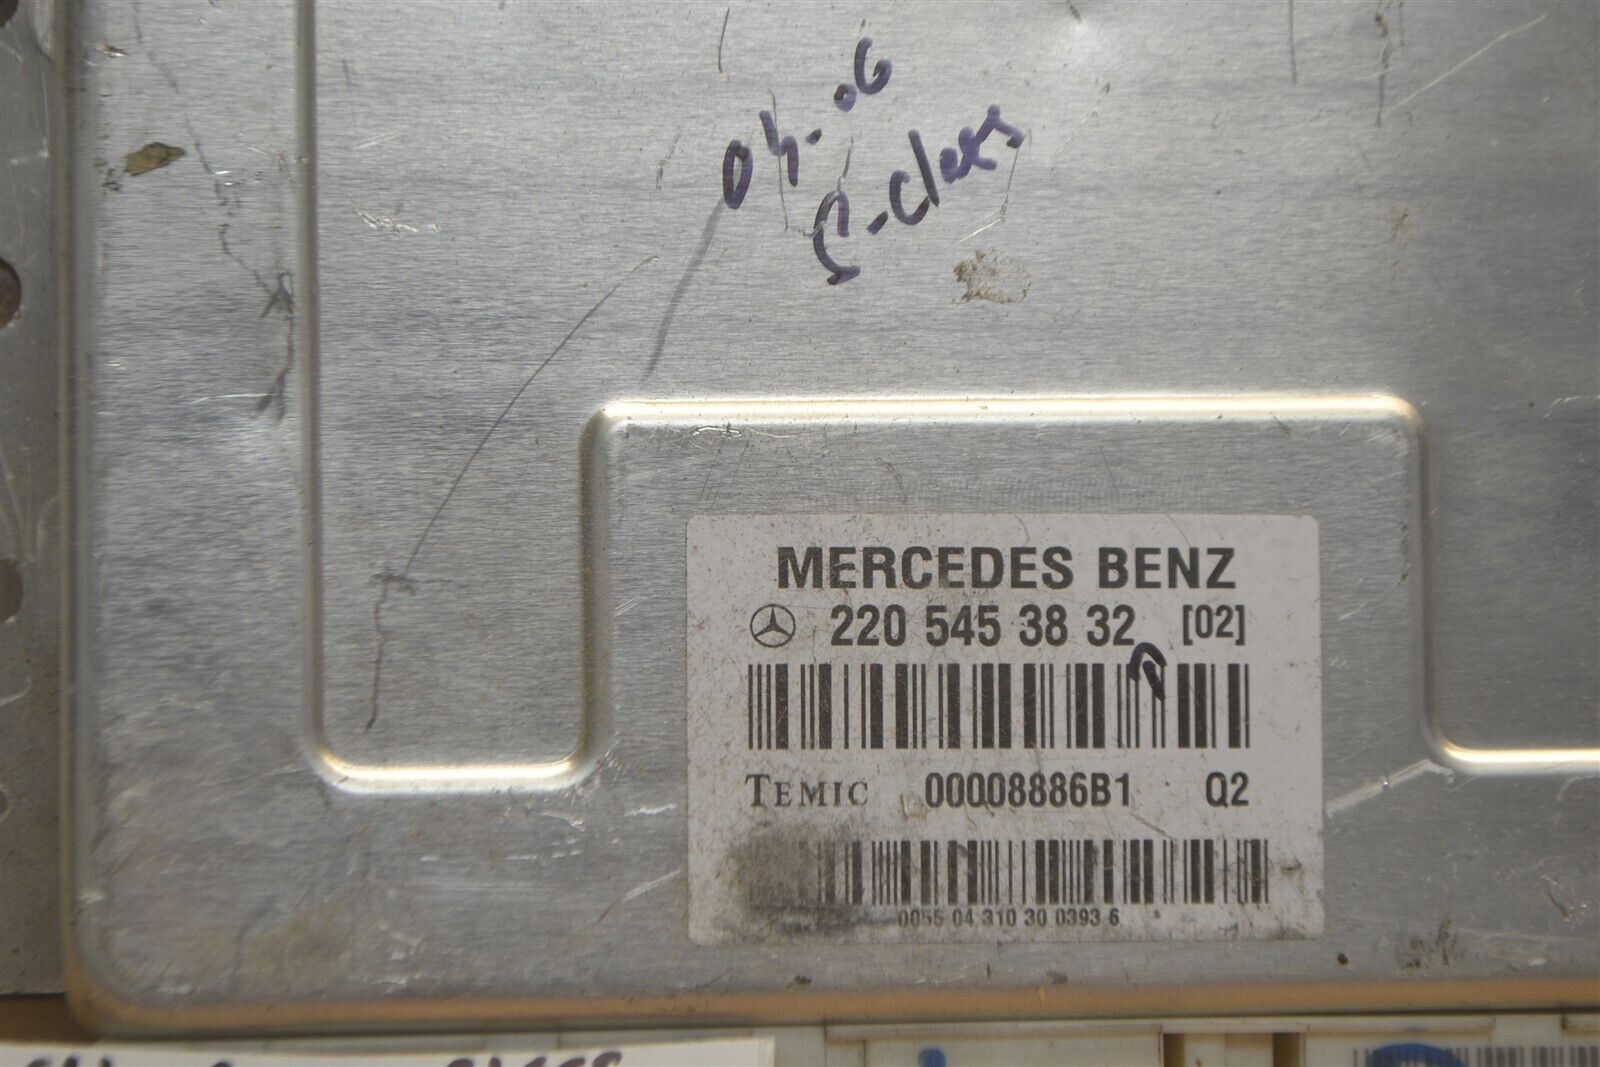 04-06
S-Class
MERCEDES BENZ
220 545 38 32 [02]
TEMIC 00008886B1 Q2
0055 04 310 30 0393 6